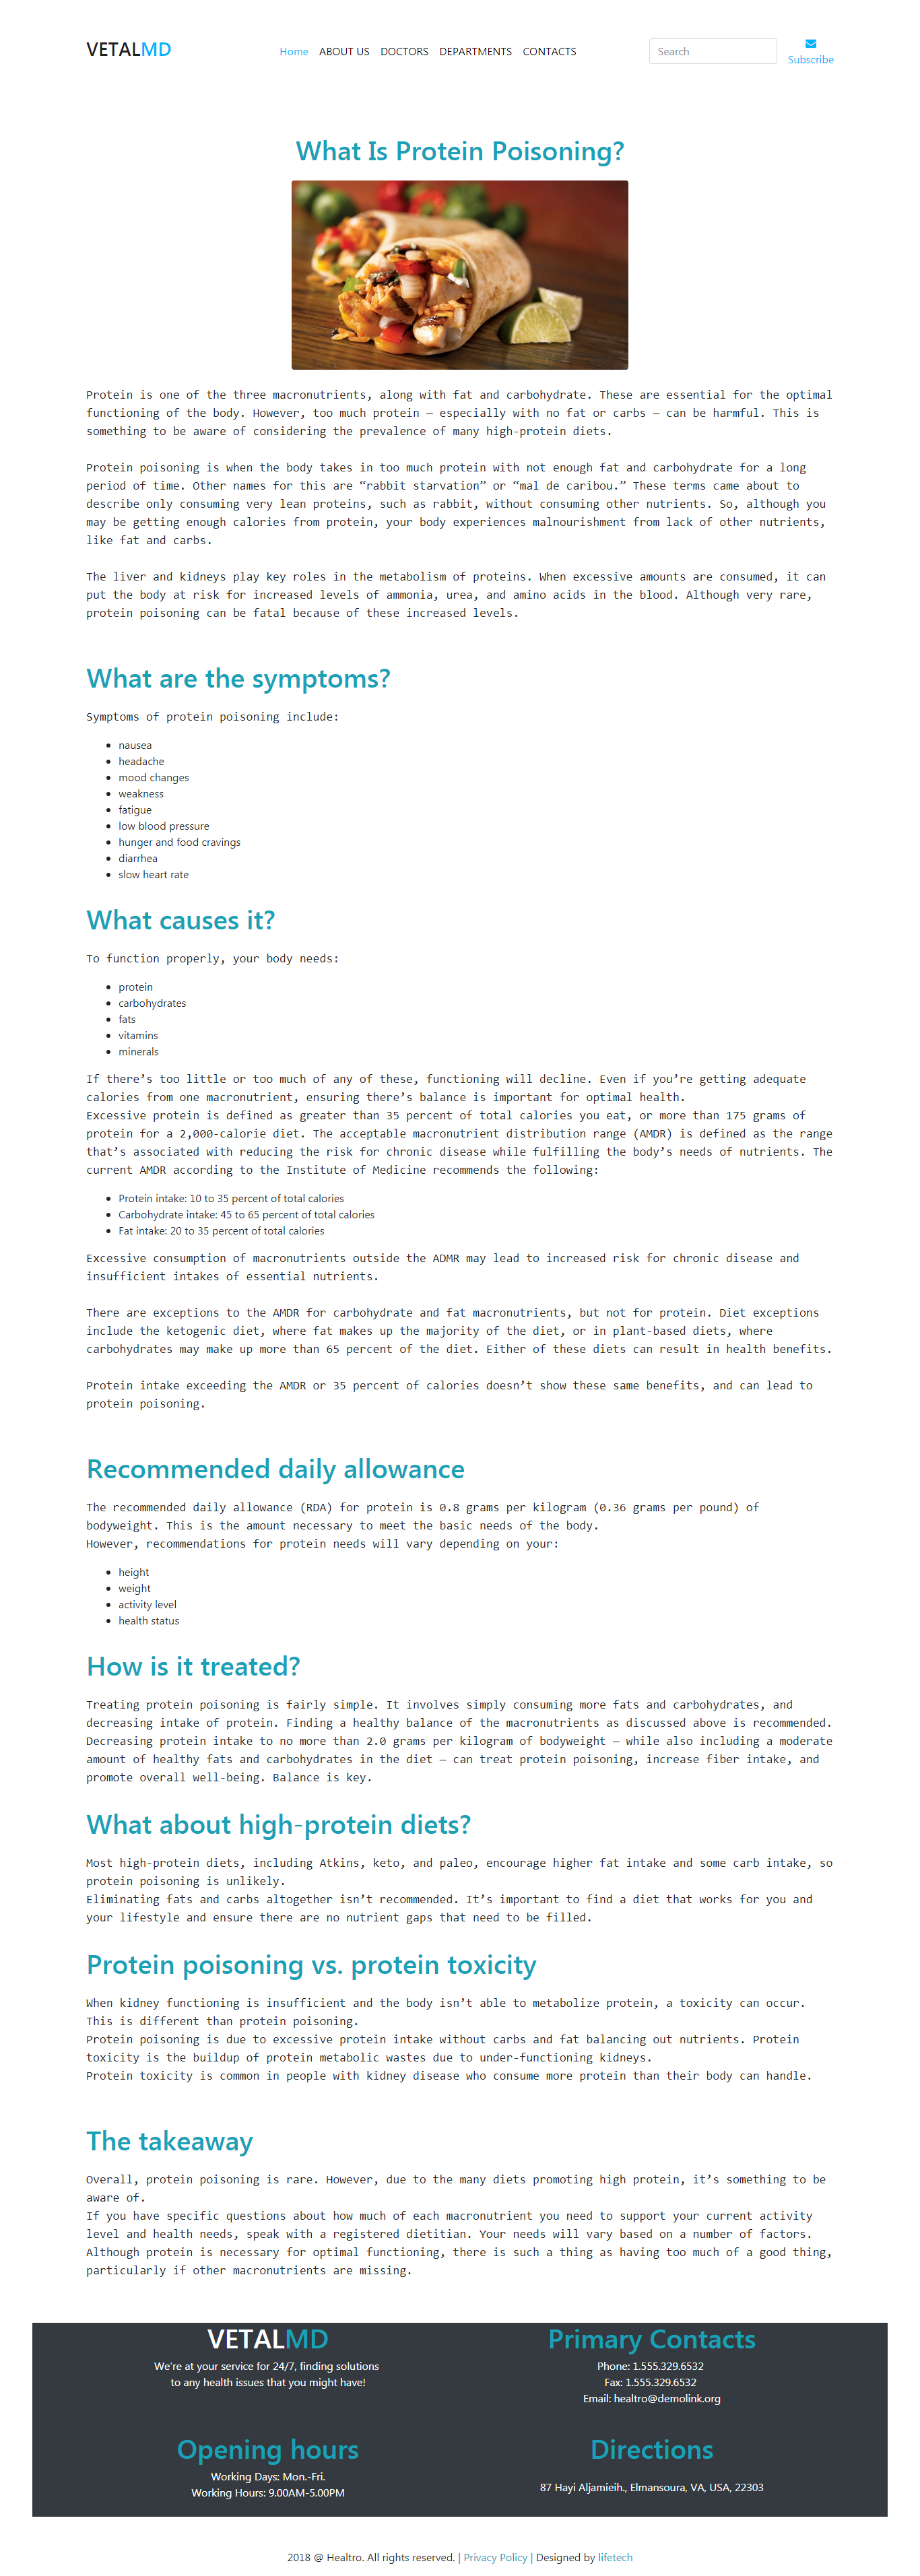 VETALMD
Home ABOUT US DOCTORS DEPARTMENTS CONTACTS
Search
Subscribe
What Is Protein Poisoning?
Protein is one of the three macronutrients, along with fat and carbohydrate. These are essential for the optimal
functioning of the body. However, too much protein — especially with no fat or carbs — can be harmful. This is
something to be aware of considering the prevalence of many high-protein diets.
Protein poisoning is when the body takes in too much protein with not enough fat and carbohydrate for a long
period of time. Other names for this are “rabbit starvation” or “mal de caribou.” These terms came about to
describe only consuming very lean proteins, such as rabbit, without consuming other nutrients. So, although you
may be getting enough calories from protein, your body experiences malnourishment from lack of other nutrients,
like fat and carbs.
The liver and kidneys play key roles in the metabolism of proteins. When excessive amounts are consumed, it can
put the body at risk for increased levels of ammonia, urea, and amino acids in the blood. Although very rare,
protein poisoning can be fatal because of these increased levels.
What are the symptoms?
Symptoms of protein poisoning include:
• nausea
• headache
• mood changes
• weakness
• fatigue
• low blood pressure
• hunger and food cravings
• diarrhea
• slow heart rate
What causes it?
To function properly, your body needs:
• protein
• carbohydrates
• fats
• vitamins
• minerals
If there’s too little or too much of any of these, functioning will decline. Even if you’re getting adequate
calories from one macronutrient, ensuring there’s balance is important for optimal health.
Excessive protein is defined as greater than 35 percent of total calories you eat, or more than 175 grams of
protein for a 2,000-calorie diet. The acceptable macronutrient distribution range (AMDR) is defined as the range
that’s associated with reducing the risk for chronic disease while fulfilling the body’s needs of nutrients. The
current AMDR according to the Institute of Medicine recommends the following:
• Protein intake: 10 to 35 percent of total calories
• Carbohydrate intake: 45 to 65 percent of total calories
• Fat intake: 20 to 35 percent of total calories
Excessive consumption of macronutrients outside the ADMR may lead to increased risk for chronic disease and
insufficient intakes of essential nutrients.
There are exceptions to the AMDR for carbohydrate and fat macronutrients, but not for protein. Diet exceptions
include the ketogenic diet, where fat makes up the majority of the diet, or in plant-based diets, where
carbohydrates may make up more than 65 percent of the diet. Either of these diets can result in health benefits.
Protein intake exceeding the AMDR or 35 percent of calories doesn’t show these same benefits, and can lead to
protein poisoning.
Recommended daily allowance
The recommended daily allowance (RDA) for protein is 0.8 grams per kilogram (0.36 grams per pound) of
bodyweight. This is the amount necessary to meet the basic needs of the body.
However, recommendations for protein needs will vary depending on your:
• height
• weight
• activity level
• health status
How is it treated?
Treating protein poisoning is fairly simple. It involves simply consuming more fats and carbohydrates, and
decreasing intake of protein. Finding a healthy balance of the macronutrients as discussed above is recommended.
Decreasing protein intake to no more than 2.0 grams per kilogram of bodyweight — while also including a moderate
amount of healthy fats and carbohydrates in the diet — can treat protein poisoning, increase fiber intake, and
promote overall well-being. Balance is key.
What about high-protein diets?
Most high-protein diets, including Atkins, keto, and paleo, encourage higher fat intake and some carb intake, so
protein poisoning is unlikely.
Eliminating fats and carbs altogether isn’t recommended. It’s important to find a diet that works for you and
your lifestyle and ensure there are no nutrient gaps that need to be filled.
Protein poisoning vs. protein toxicity
When kidney functioning is insufficient and the body isn’t able to metabolize protein, a toxicity can occur.
This is different than protein poisoning.
Protein poisoning is due to excessive protein intake without carbs and fat balancing out nutrients. Protein
toxicity is the buildup of protein metabolic wastes due to under-functioning kidneys.
Protein toxicity is common in people with kidney disease who consume more protein than their body can handle.
The takeaway
Overall, protein poisoning is rare. However, due to the many diets promoting high protein, it’s something to be
aware of.
If you have specific questions about how much of each macronutrient you need to support your current activity
level and health needs, speak with a registered dietitian. Your needs will vary based on a number of factors.
Although protein is necessary for optimal functioning, there is such a thing as having too much of a good thing,
particularly if other macronutrients are missing.
VETALMD
We’re at your service for 24/7, finding solutions
to any health issues that you might have!
Primary Contacts
Phone: 1.555.329.6532
Fax: 1.555.329.6532
Email: healtro@demolink.org
Opening hours
Working Days: Mon.-Fri.
Working Hours: 9.00AM-5.00PM
Directions
87 Hayi Aljamieih., Elmansoura, VA, USA, 22303
2018 @ Healtro. All rights reserved. | Privacy Policy | Designed by lifetech